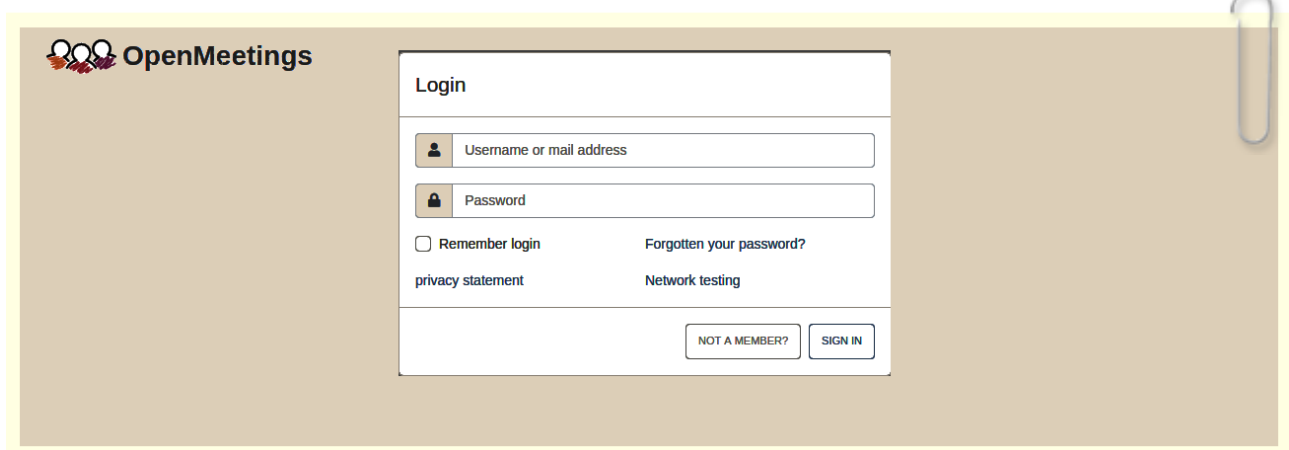 OpenMeetings
Login
Username or mail address
Password
Remember login
Forgotten your password?
privacy statement
Network testing
NOT A MEMBER?
SIGN IN